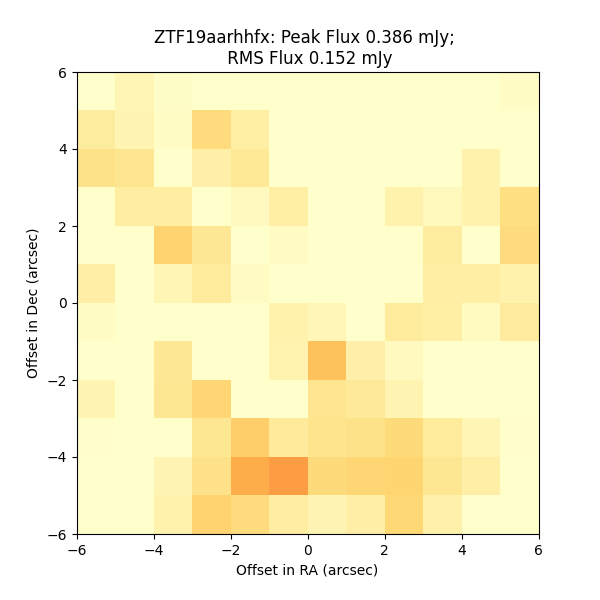 ZTF19aarhhfx: Peak Flux 0.386 mJy;
RMS Flux 0.152 mJy
6
4
2
0
−2
−4
−6
Offset in Dec (arcsec)
−6 −4 −2 0 2 4 6
Offset in RA (arcsec)